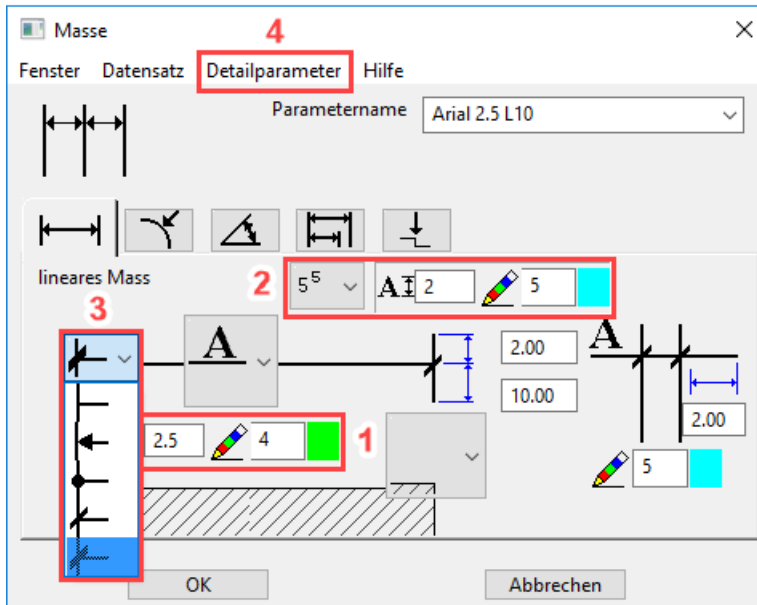 Masse
4
Fenster Datensatz Detailparameter Hilfe
Parametername Arial 2.5 L10
lineares Mass
2 5⁵ A 2 5
3
A
2.00
10.00
A
2.00
2.5 4 1
5
OK Abbrechen